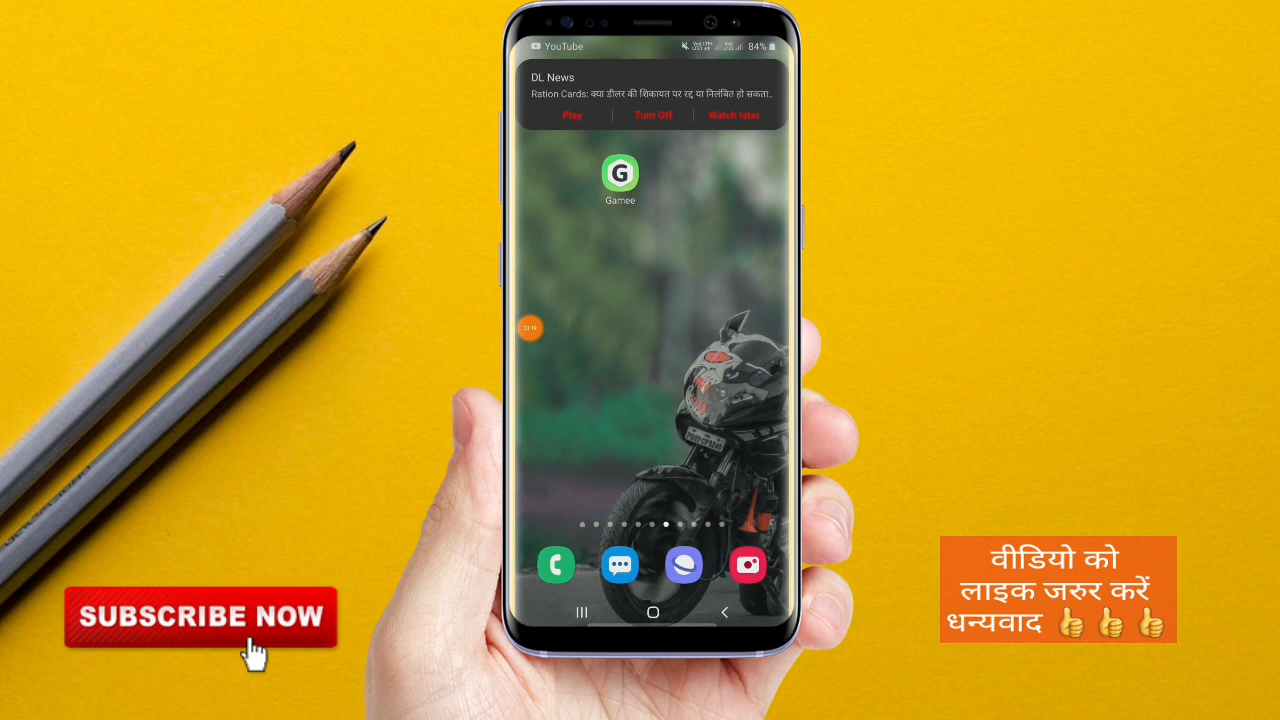 YouTube
84%
DL News
Ration Cards: क्या डीलर की शिकायत पर रद्द या निलंबित हो सकता..
Play
Turn Off
Watch later
G
Gamee
SUBSCRIBE NOW
वीडियो को
लाइक जरुर करें
धन्यवाद 👍 👍 👍